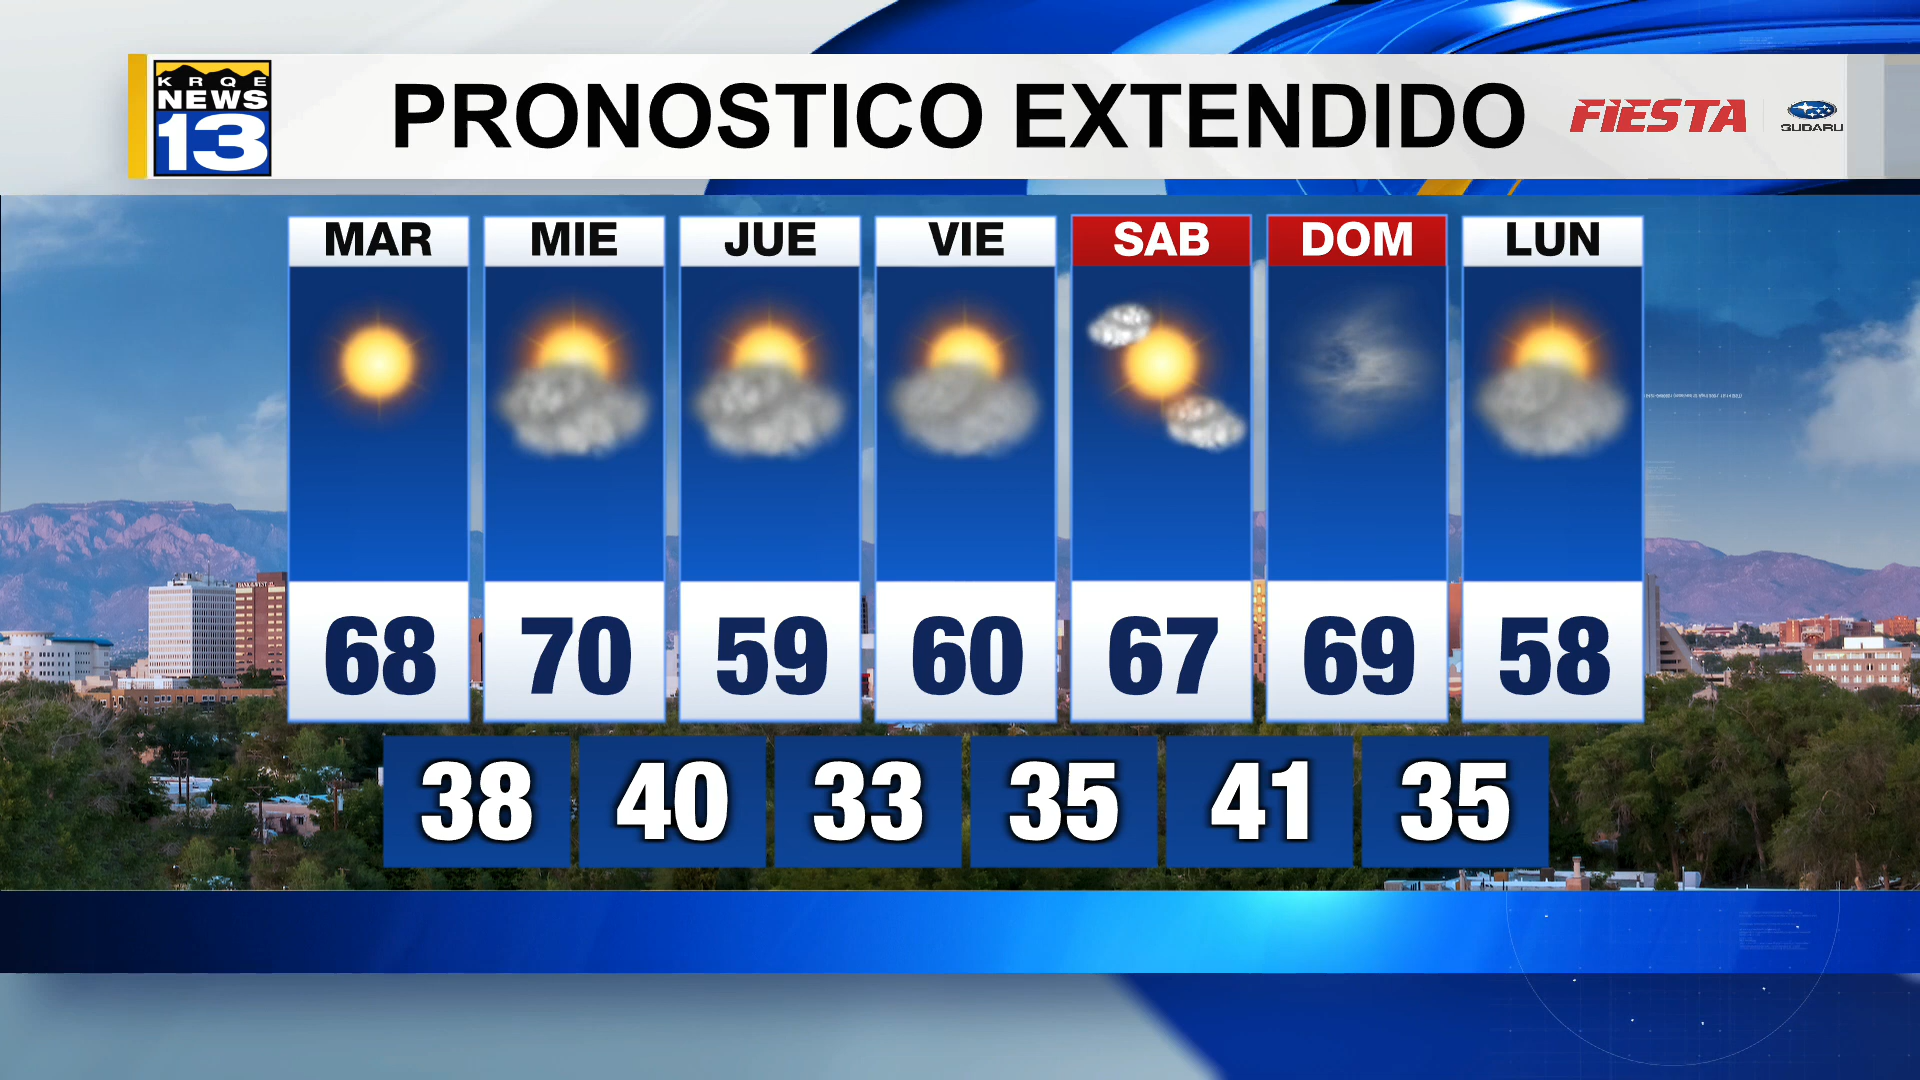 KRQE
NEWS
13
PRONOSTICO EXTENDIDO
FIESTA
SUBARU
MAR MIE JUE VIE SAB DOM LUN
68 70 59 60 67 69 58
38 40 33 35 41 35